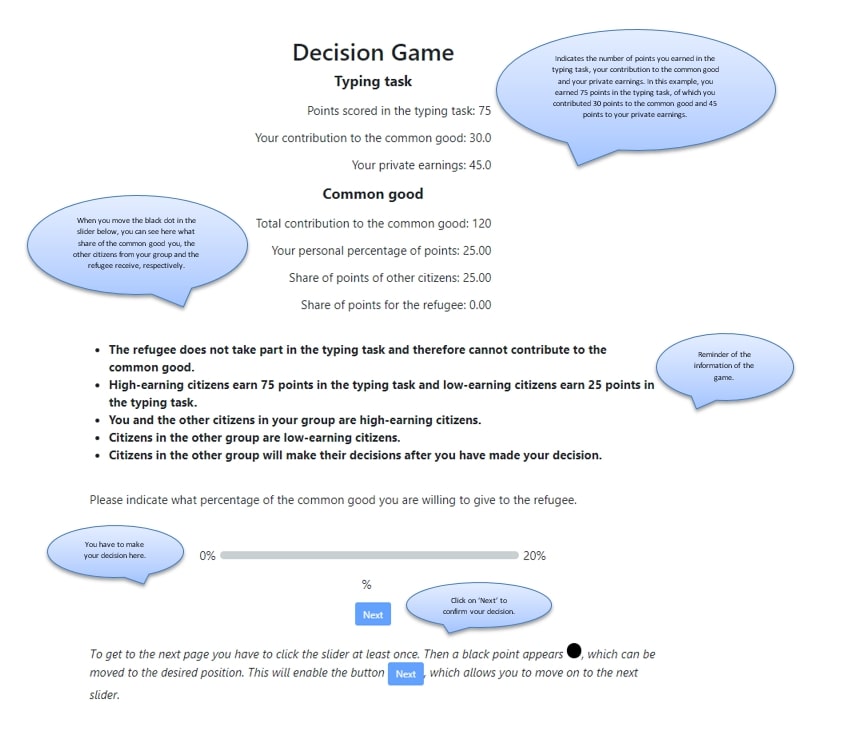 Decision Game
Typing task
Points scored in the typing task: 75
Your contribution to the common good: 30.0
Your private earnings: 45.0
Indicates the number of points you earned in the
typing task, your contribution to the common good
and your private earnings. In this example, you
earned 75 points in the typing task, of which you
contributed 30 points to the common good and 45
points to your private earnings.
Common good
Total contribution to the common good: 120
Your personal percentage of points: 25.00
Share of points of other citizens: 25.00
Share of points for the refugee: 0.00
When you move the black dot in the
slider below, you can see here what
share of the common good you, the
other citizens from your group and the
refugee receive, respectively.
• The refugee does not take part in the typing task and therefore cannot contribute to the
common good.
• High-earning citizens earn 75 points in the typing task and low-earning citizens earn 25 points in
the typing task.
• You and the other citizens in your group are high-earning citizens.
• Citizens in the other group are low-earning citizens.
• Citizens in the other group will make their decisions after you have made your decision.
Reminder of the
information of the
game.
Please indicate what percentage of the common good you are willing to give to the refugee.
You have to make
your decision here.
0% 20%
%
Next
Click on 'Next' to
confirm your decision.
To get to the next page you have to click the slider at least once. Then a black point appears , which can be
moved to the desired position. This will enable the button Next , which allows you to move on to the next
slider.